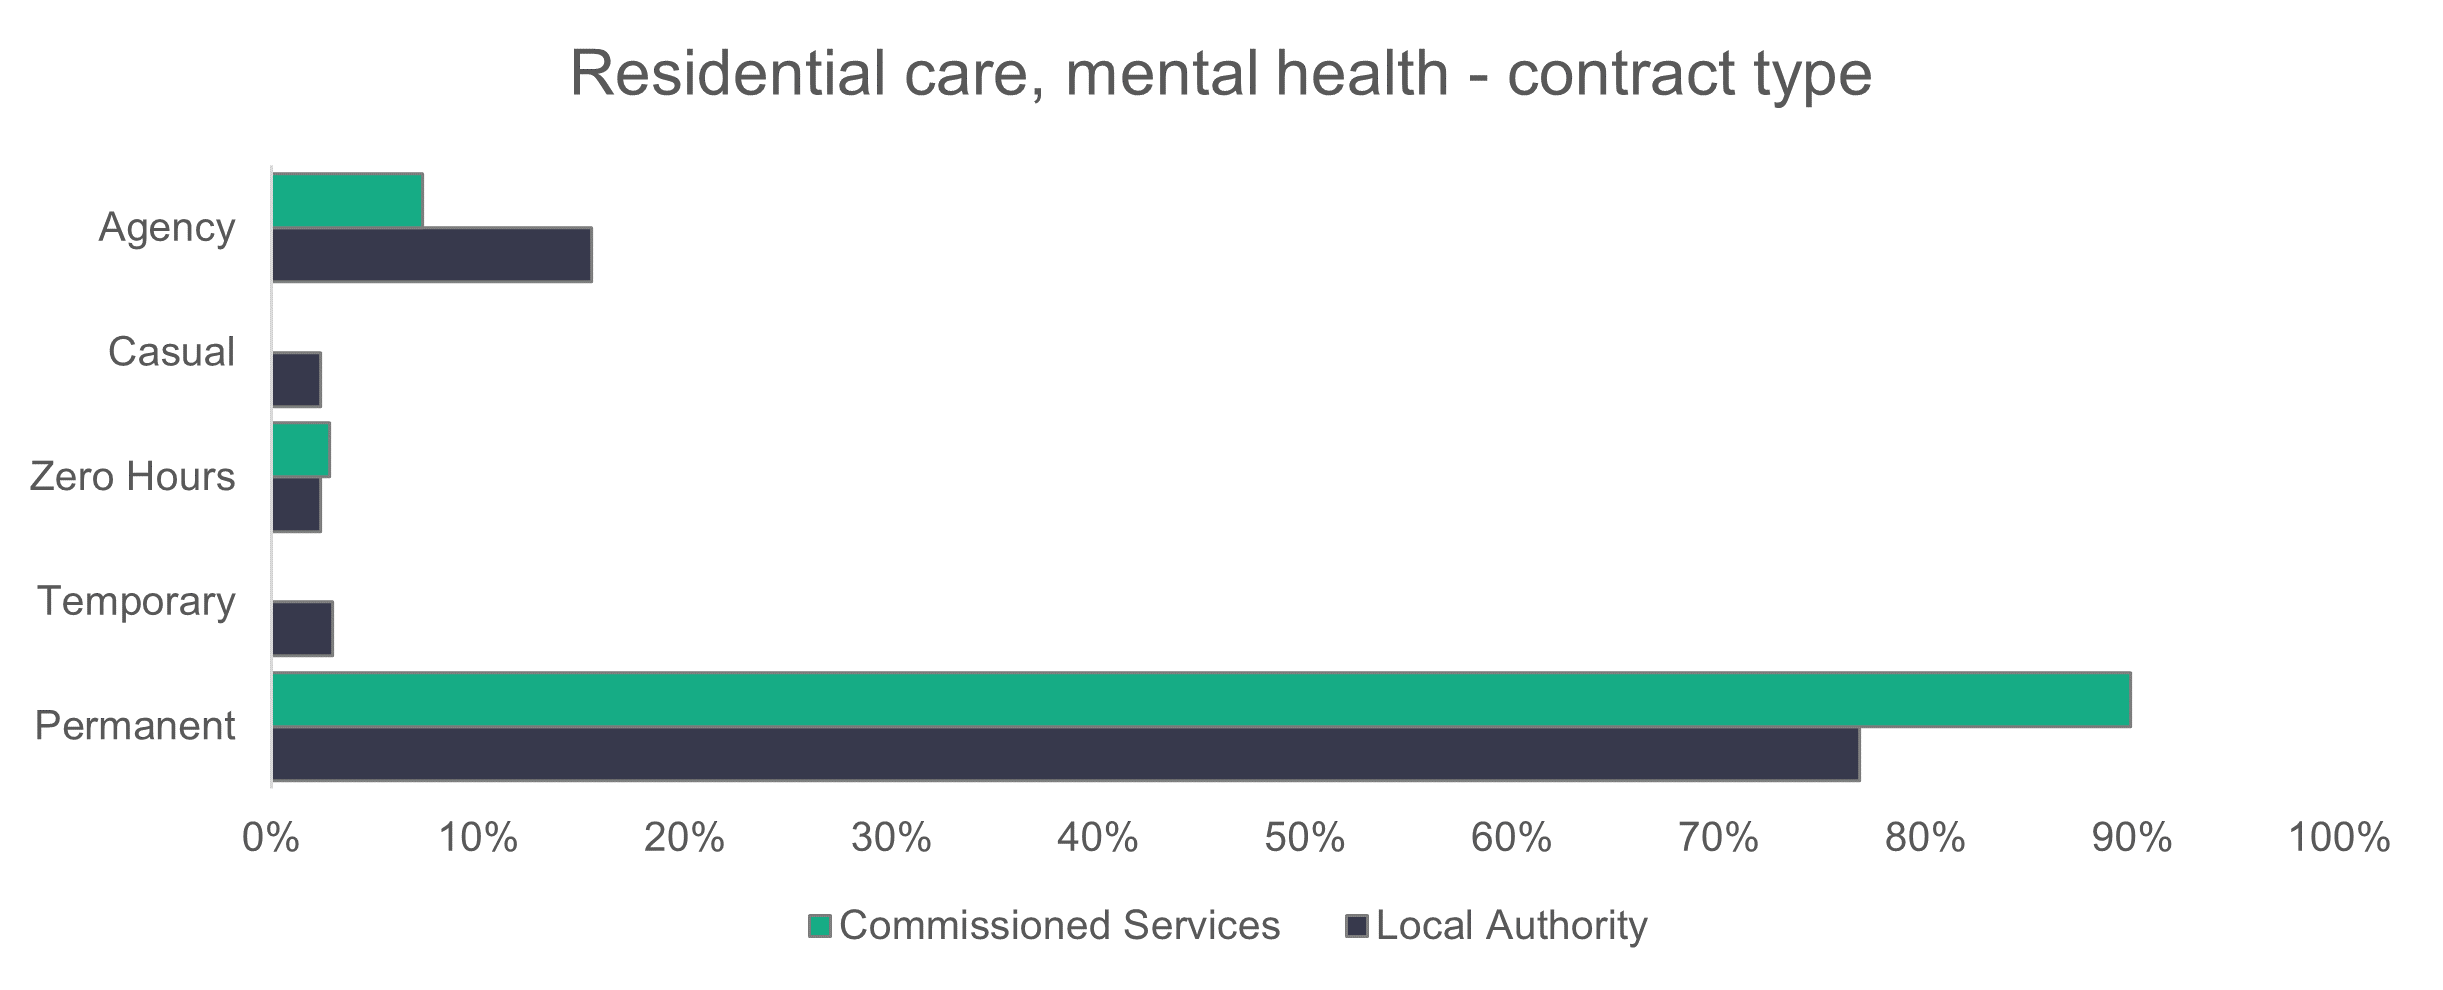 Residential care, mental health - contract type
Agency
Casual
Zero Hours
Temporary
Permanent
0% 10% 20% 30% 40% 50% 60% 70% 80% 90% 100%
Commissioned Services Local Authority